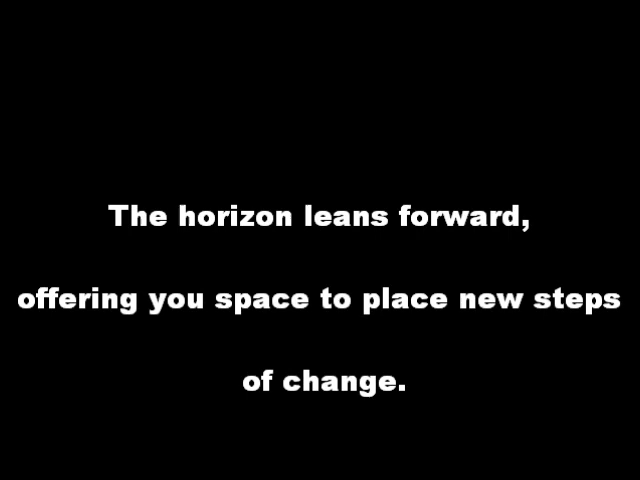 The horizon leans forward,
offering you space to place new steps
of change.